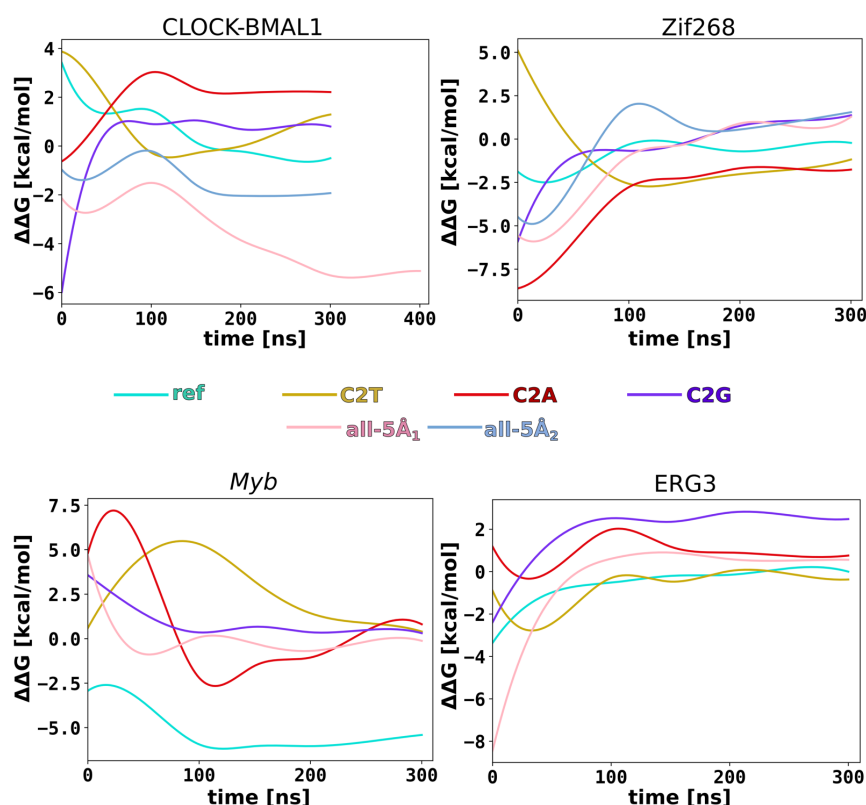 CLOCK-BMAL1
ΔΔG [kcal/mol]
4
2
0
−2
−4
−6
0 100 200 300 400
time [ns]
Zif268
ΔΔG [kcal/mol]
5.0
2.5
0.0
−2.5
−5.0
−7.5
0 100 200 300
time [ns]
ref C2T C2A C2G
all-5Å₁ all-5Å₂
Myb
ΔΔG [kcal/mol]
7.5
5.0
2.5
0.0
−2.5
−5.0
0 100 200 300
time [ns]
ERG3
ΔΔG [kcal/mol]
2
0
−2
−4
−6
−8
0 100 200 300
time [ns]